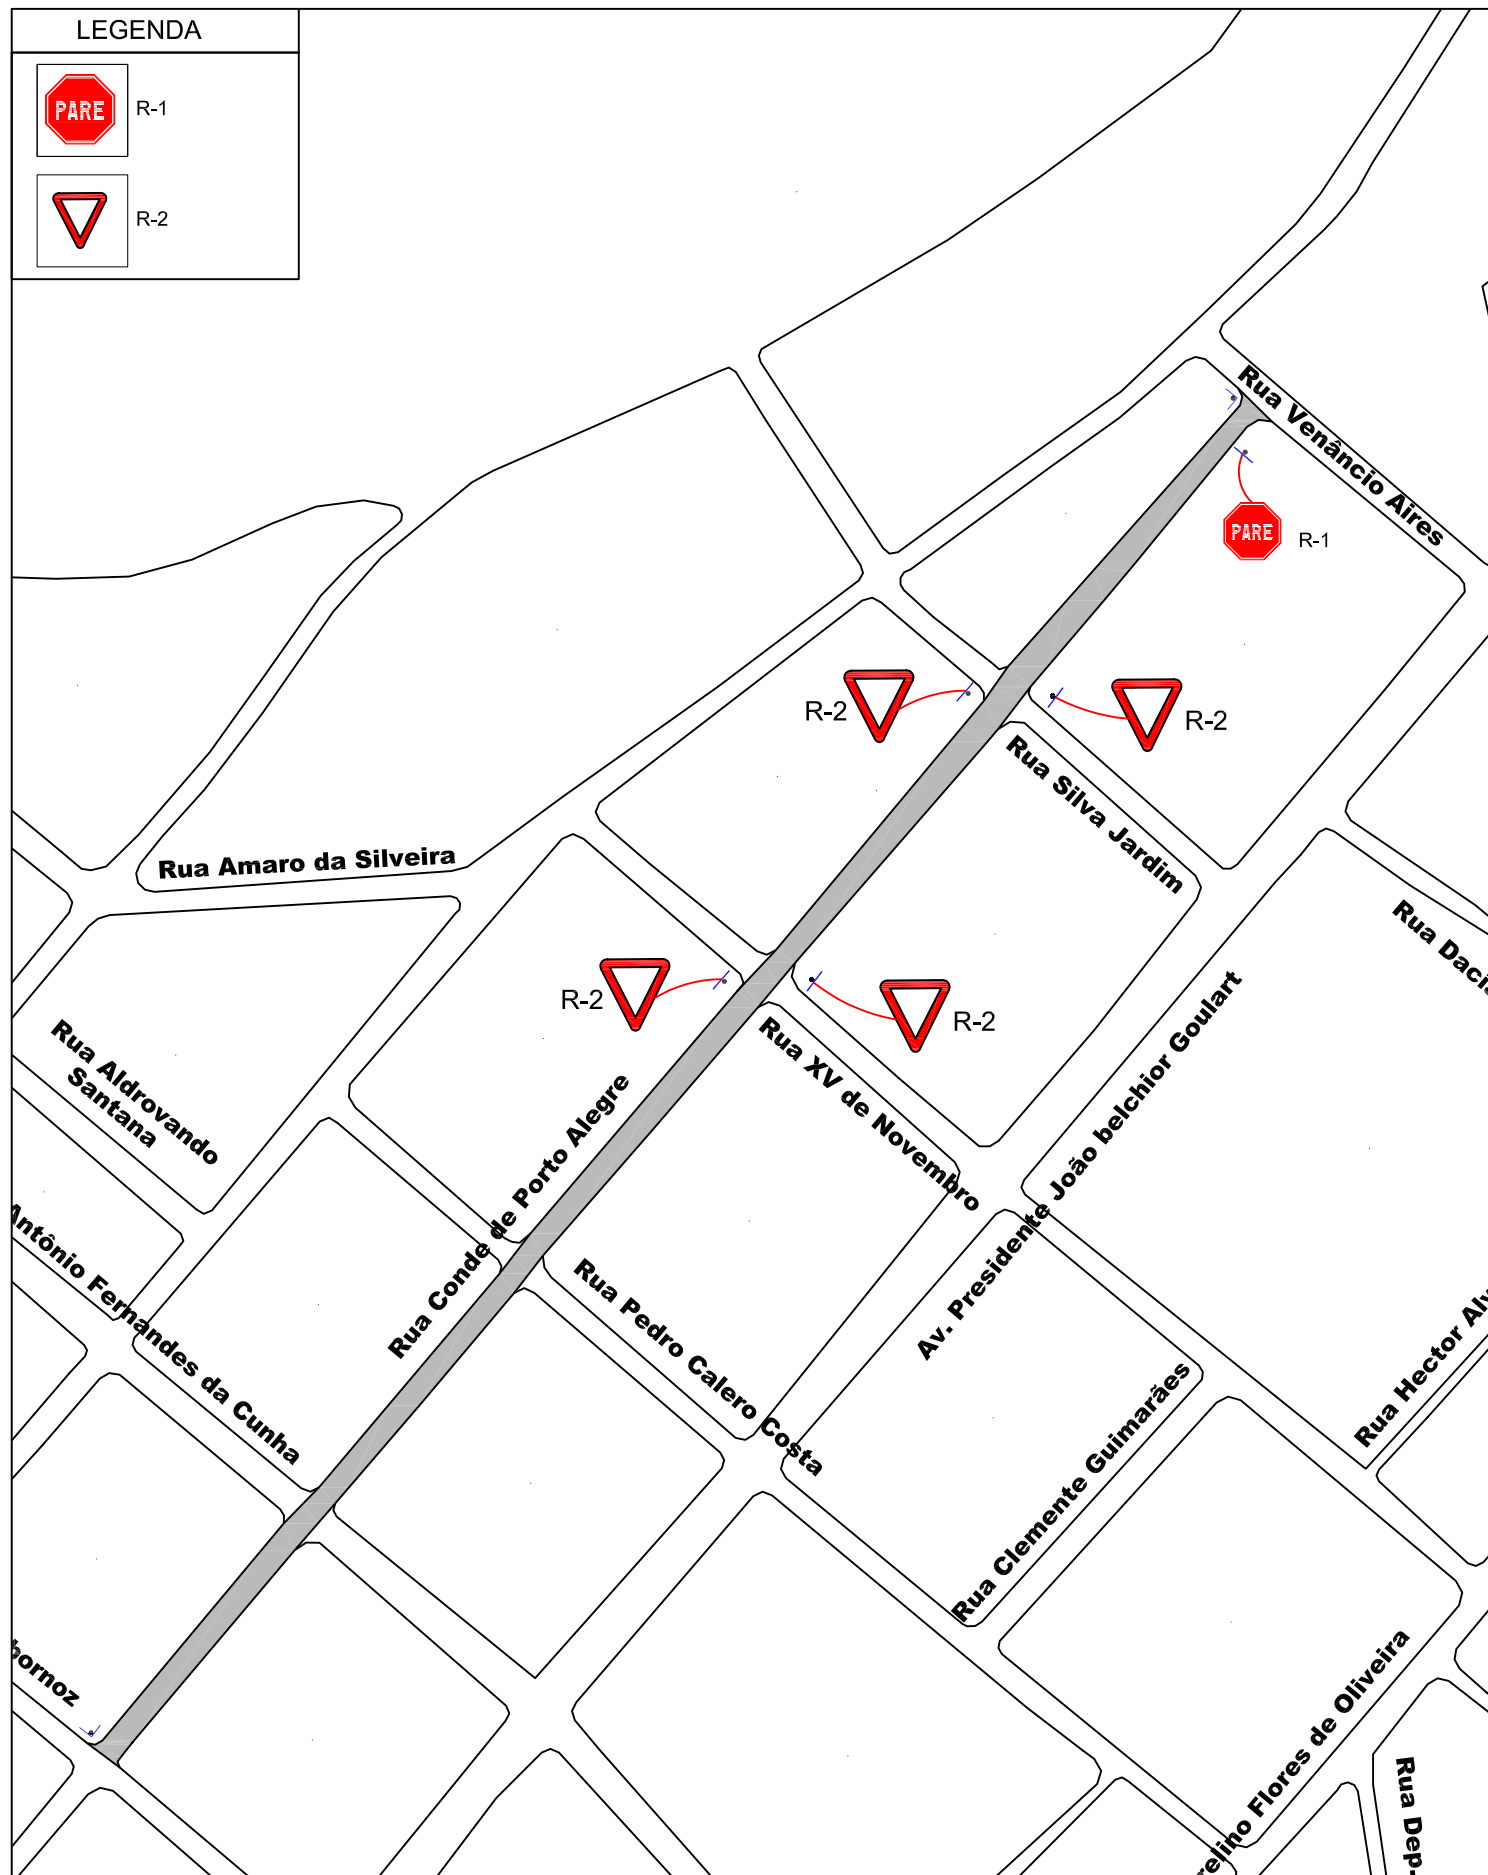 LEGENDA
PARE
R-1
R-2
Rua Venâncio Aires
PARE
R-1
R-2
R-2
Rua Silva Jardim
Rua Amaro da Silveira
Rua Daci
R-2
R-2
Rua Aldrovando
Santana
Rua XV de Novembro
Av. Presidente João belchior Goulart
Rua Conde de Porto Alegre
Antônio Fernandes da Cunha
Rua Pedro Calero Costa
Rua Hector Alv
Rua Clemente Guimarães
bornoz
relino Flores de Oliveira
Rua Dep.